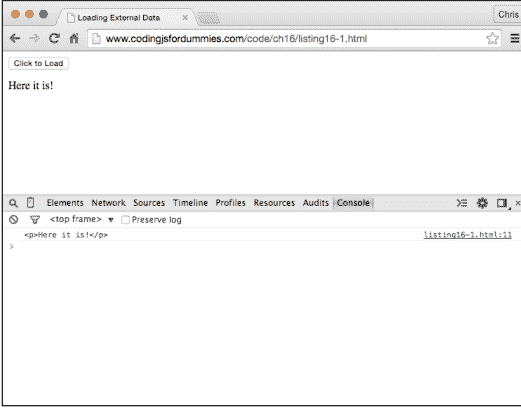 Loading External Data
Chris
www.codingjsfordummies.com/code/ch16/listing16-1.html
Click to Load
Here it is!
Elements Network Sources Timeline Profiles Resources Audits Console
<top frame> Preserve log
<p>Here it is!</p> listing16-1.html:11